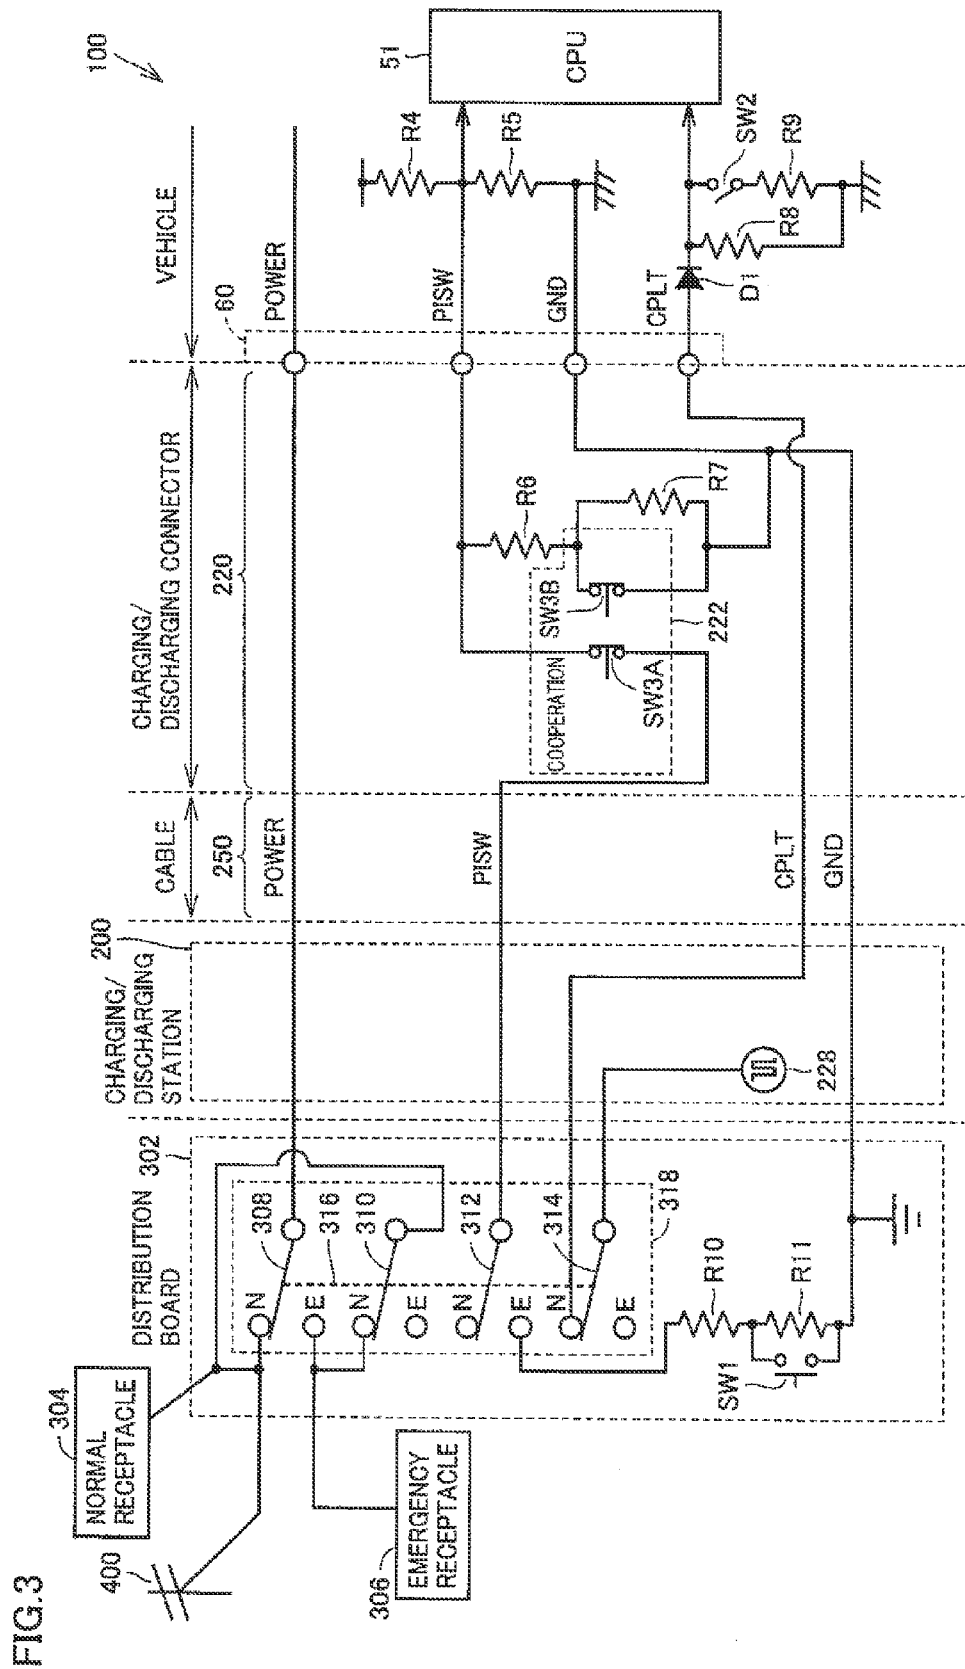 FIG.3
100
VEHICLE
CHARGING/
DISCHARGING CONNECTOR
CABLE
CHARGING/
DISCHARGING
STATION
DISTRIBUTION
BOARD
220
250
200
302
60
304
NORMAL
RECEPTACLE
400
306
EMERGENCY
RECEPTACLE
POWER
POWER
PISW
PISW
GND
GND
CPLT
CPLT
51
CPU
R4
R5
SW2
R9
R8
D1
R6
R7
SW3B
COOPERATION
SW3A
222
228
308
316
310
312
314
318
N
E
N
E
N
E
N
E
R10
R11
SW1